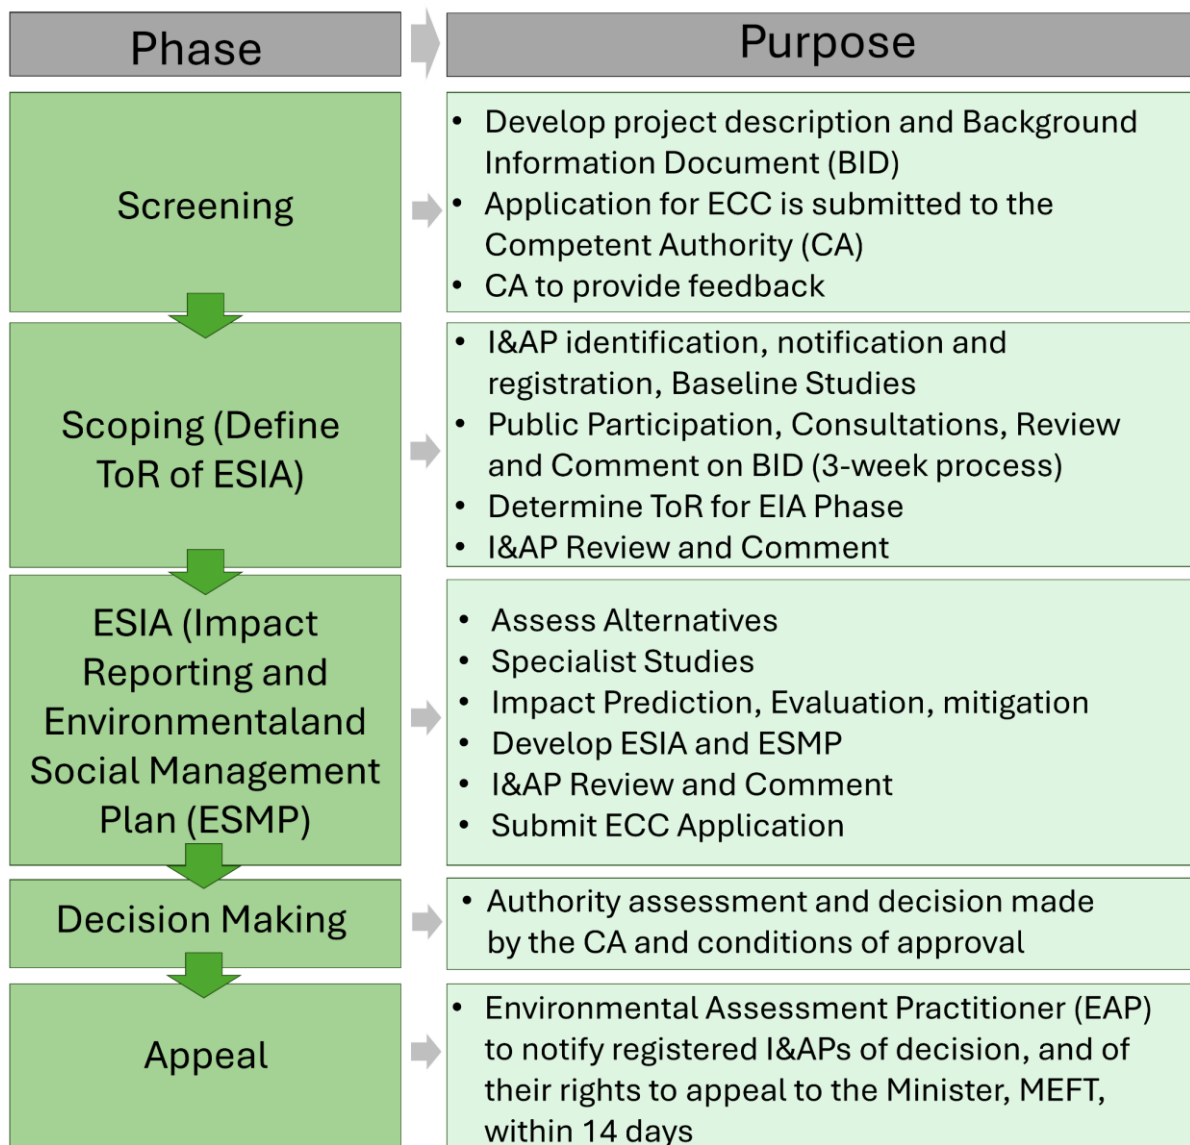 Phase
Purpose
Screening
• Develop project description and Background
Information Document (BID)
• Application for ECC is submitted to the
Competent Authority (CA)
• CA to provide feedback
Scoping (Define
ToR of ESIA)
• I&AP identification, notification and
registration, Baseline Studies
• Public Participation, Consultations, Review
and Comment on BID (3-week process)
• Determine ToR for EIA Phase
• I&AP Review and Comment
ESIA (Impact
Reporting and
Environmentaland
Social Management
Plan (ESMP)
• Assess Alternatives
• Specialist Studies
• Impact Prediction, Evaluation, mitigation
• Develop ESIA and ESMP
• I&AP Review and Comment
• Submit ECC Application
Decision Making
• Authority assessment and decision made
by the CA and conditions of approval
Appeal
• Environmental Assessment Practitioner (EAP)
to notify registered I&APs of decision, and of
their rights to appeal to the Minister, MEFT,
within 14 days